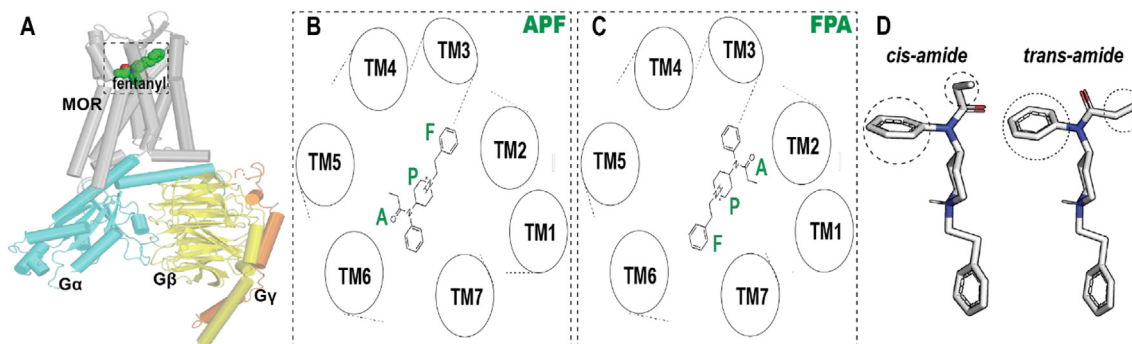 A
fentanyl
MOR
Gα
Gβ
Gγ
B
APF
TM4
TM3
TM5
TM2
TM1
TM6
TM7
F
P
A
O
N
N
C
FPA
TM4
TM3
TM5
TM2
TM1
TM6
TM7
N
O
A
P
N
F
D
cis-amide
trans-amide